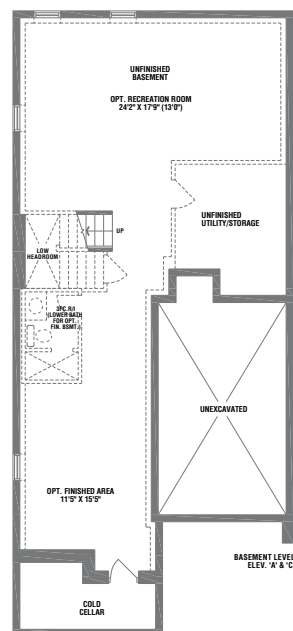 UNFINISHED
BASEMENT
OPT. RECREATION ROOM
24'2" X 17'9" (13'0")
UNFINISHED
UTILITY/STORAGE
UP
LOW
HEADROOM
3PC. R/I
(LOWER BATH
FOR OPT.
FIN. BSMT.)
UNEXCAVATED
OPT. FINISHED AREA
11'5" X 15'5"
BASEMENT LEVEL
ELEV. 'A' & 'C
COLD
CELLAR